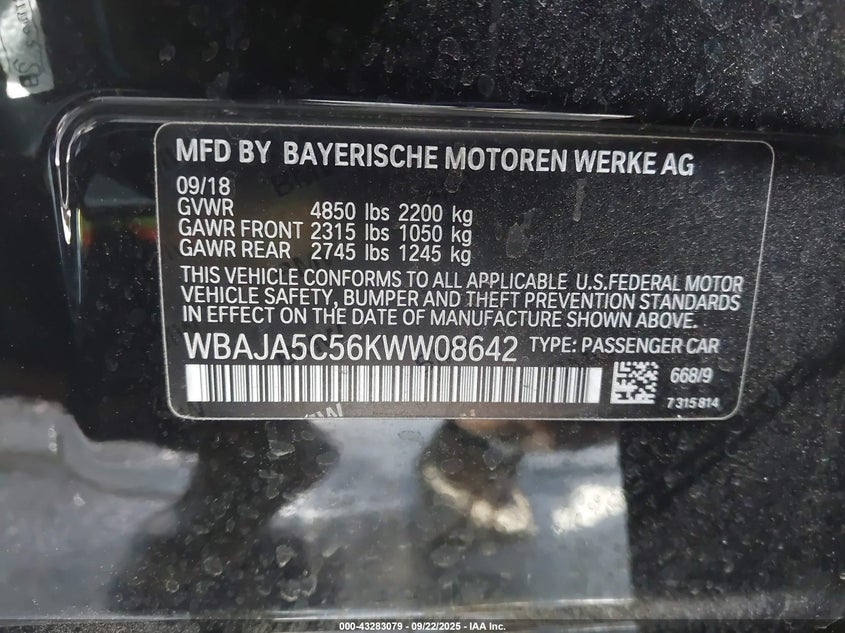 MFD BY BAYERISCHE MOTOREN WERKE AG
09/18
GVWR 4850 lbs 2200 kg
GAWR FRONT 2315 lbs 1050 kg
GAWR REAR 2745 lbs 1245 kg
THIS VEHICLE CONFORMS TO ALL APPLICABLE U.S.FEDERAL MOTOR
VEHICLE SAFETY, BUMPER AND THEFT PREVENTION STANDARDS
IN EFFECT ON THE DATE OF MANUFACTURE SHOWN ABOVE.
WBAJA5C56KWW08642 TYPE: PASSENGER CAR
668/9
7315814
000-43283079 - 09/22/2025 - IAA Inc.